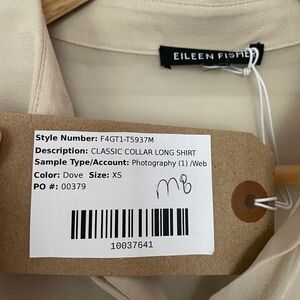 EILEEN FISHER
Style Number: F4GT1-T5937M
Description: CLASSIC COLLAR LONG SHIRT
Sample Type/Account: Photography (1) /Web
Color: Dove Size: XS
PO #: 00379
m8
10037641